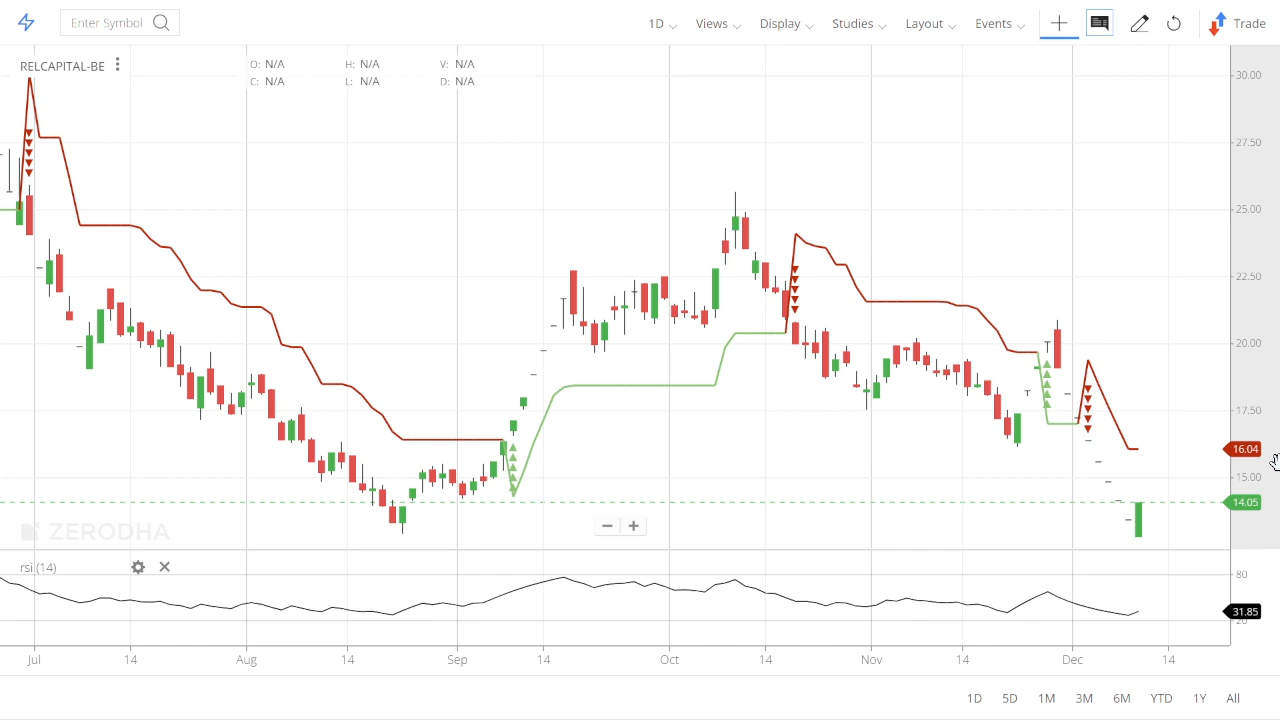 Enter Symbol 1D Views Display Studies Layout Events Trade
RELCAPITAL-BE O: N/A H: N/A V: N/A
C: N/A L: N/A D: N/A
30.00
27.50
25.00
22.50
20.00
17.50
16.04
15.00
14.05
ZERODHA
rsi (14)
80
31.85
20
Jul 14 Aug 14 Sep 14 Oct 14 Nov 14 Dec 14
1D 5D 1M 3M 6M YTD 1Y All